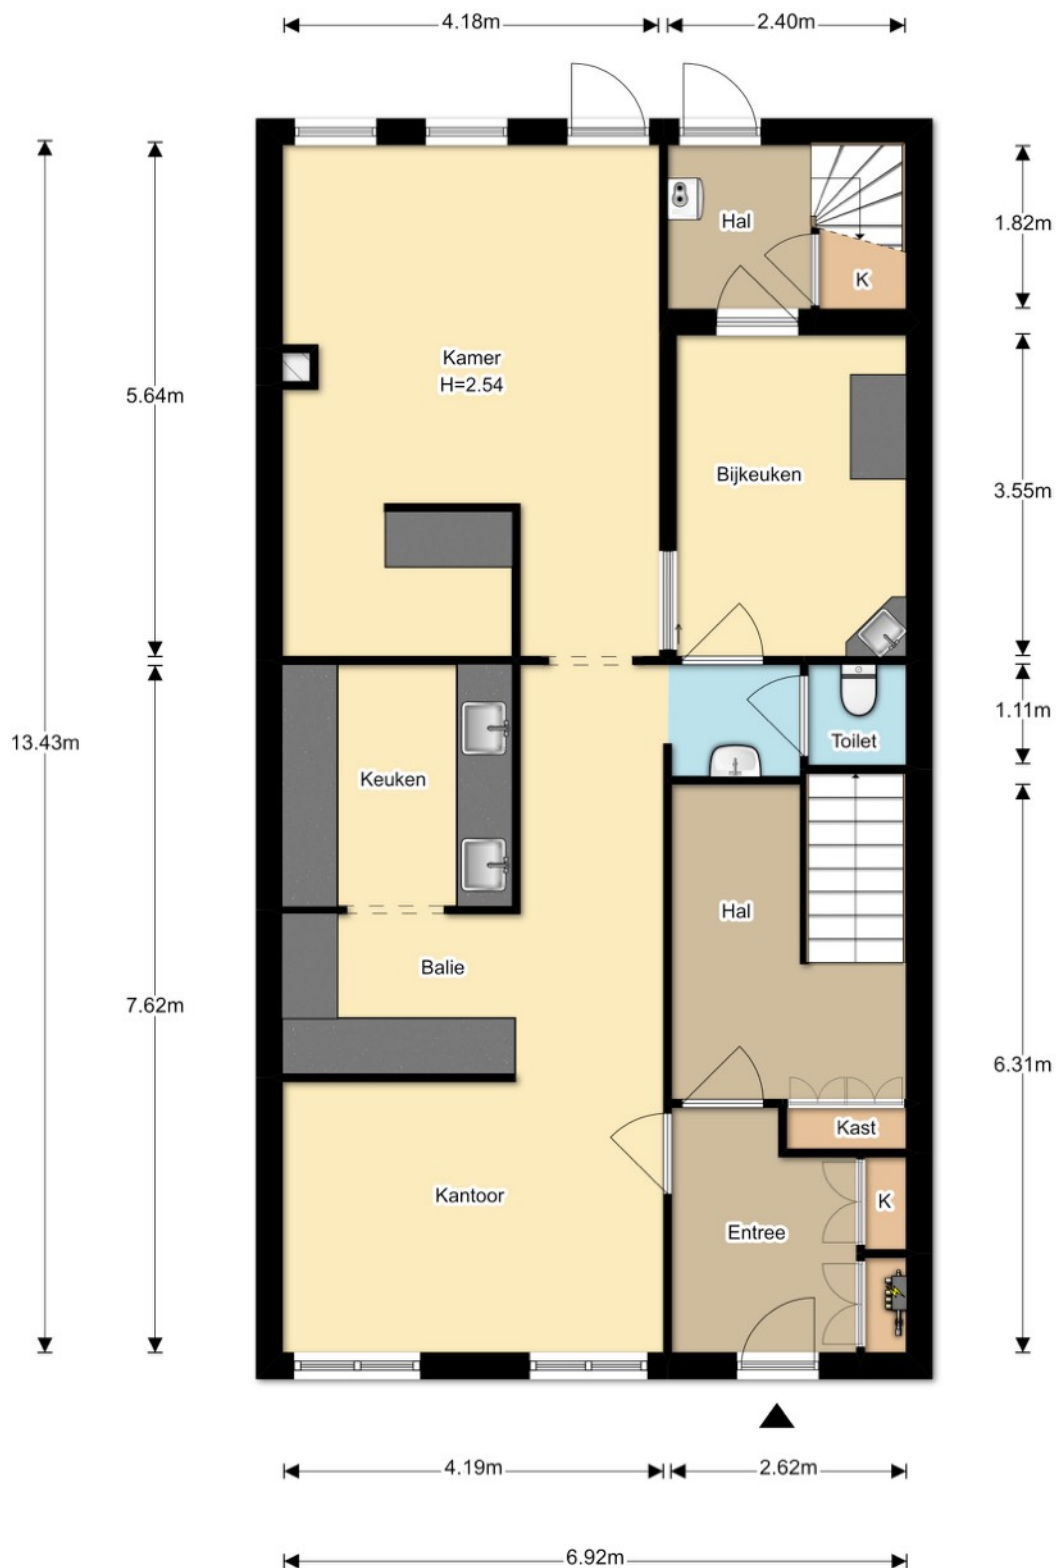 4.18m
2.40m
Hal
1.82m
K
Kamer
H=2.54
5.64m
Bijkeuken
3.55m
13.43m
Toilet
1.11m
Keuken
Hal
Balie
7.62m
6.31m
Kast
Kantoor
K
Entree
4.19m
2.62m
6.92m